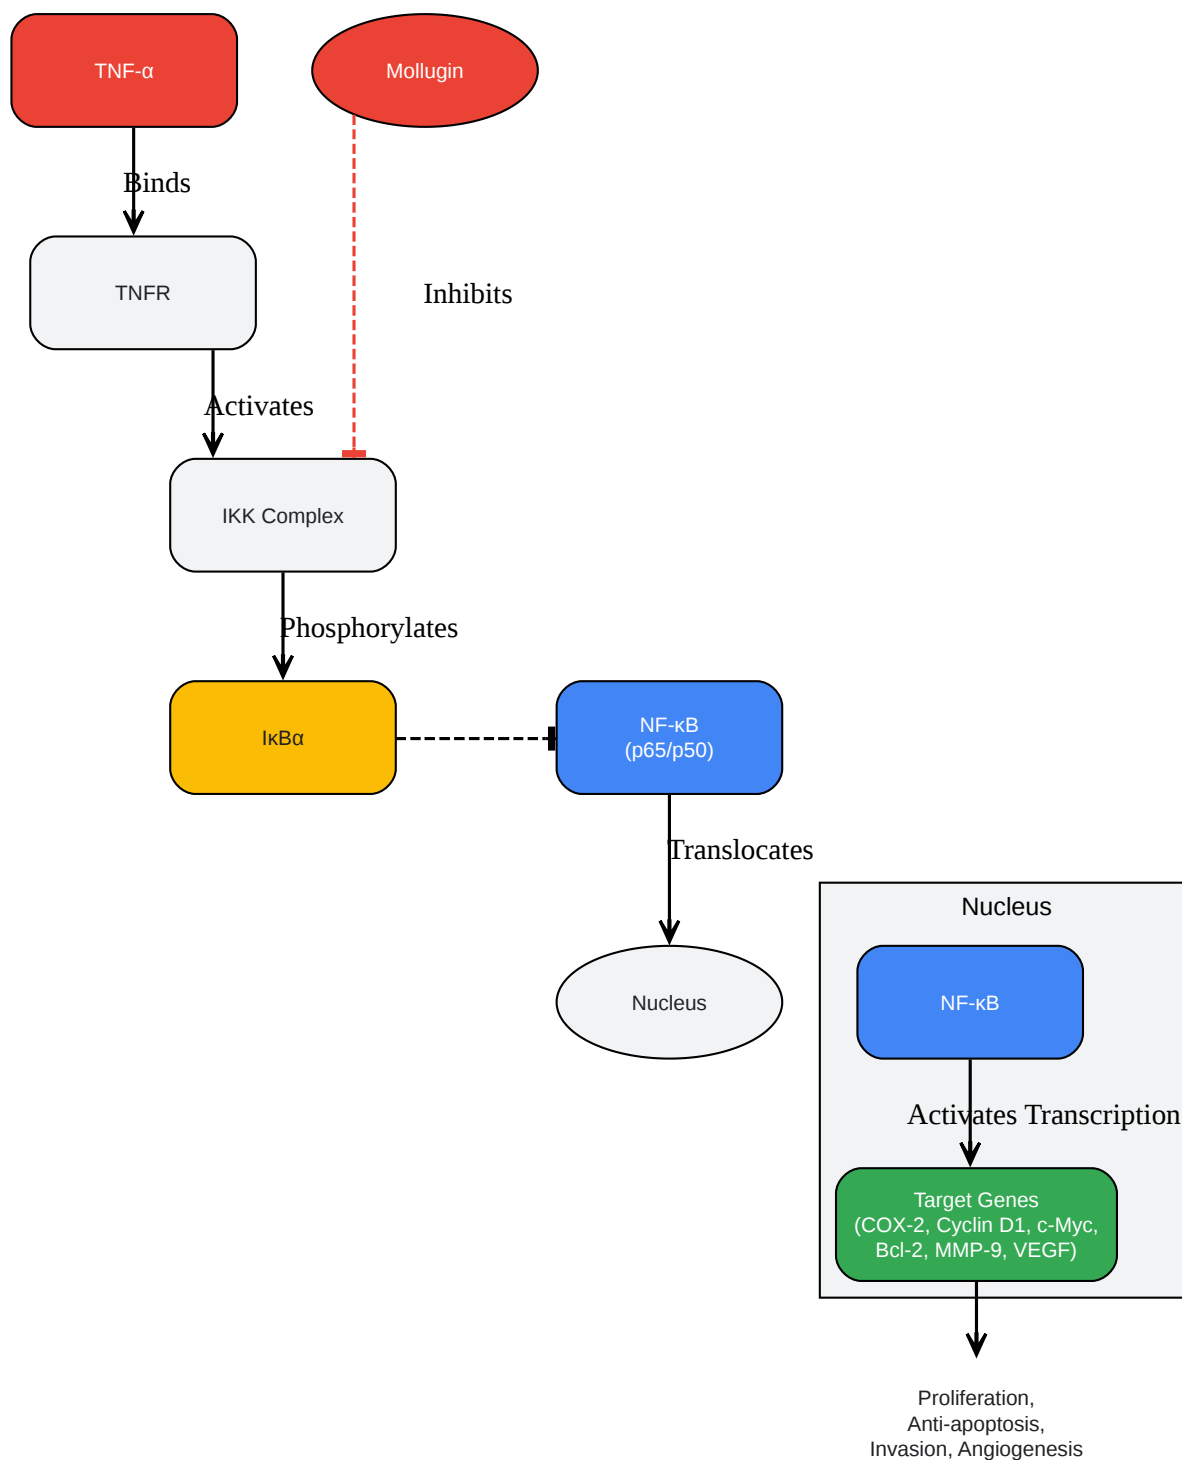 TNF-α
Mollugin
Binds
TNFR
Inhibits
Activates
IKK Complex
Phosphorylates
IκBα
NF-κB
(p65/p50)
Translocates
Nucleus
Nucleus
NF-κB
Activates Transcription
Target Genes
(COX-2, Cyclin D1, c-Myc,
Bcl-2, MMP-9, VEGF)
Proliferation,
Anti-apoptosis,
Invasion, Angiogenesis